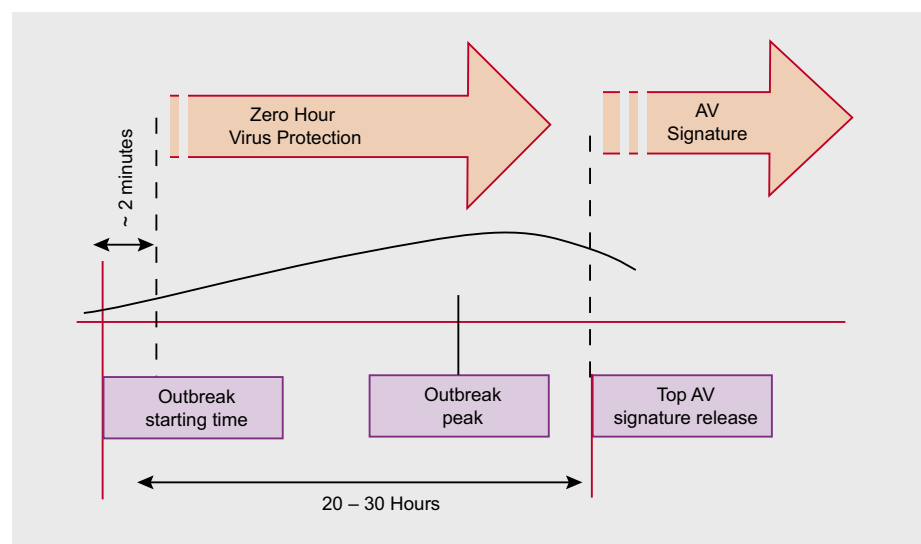 Zero Hour
Virus Protection
AV
Signature
~ 2 minutes
Outbreak
starting time
Outbreak
peak
Top AV
signature release
20 – 30 Hours